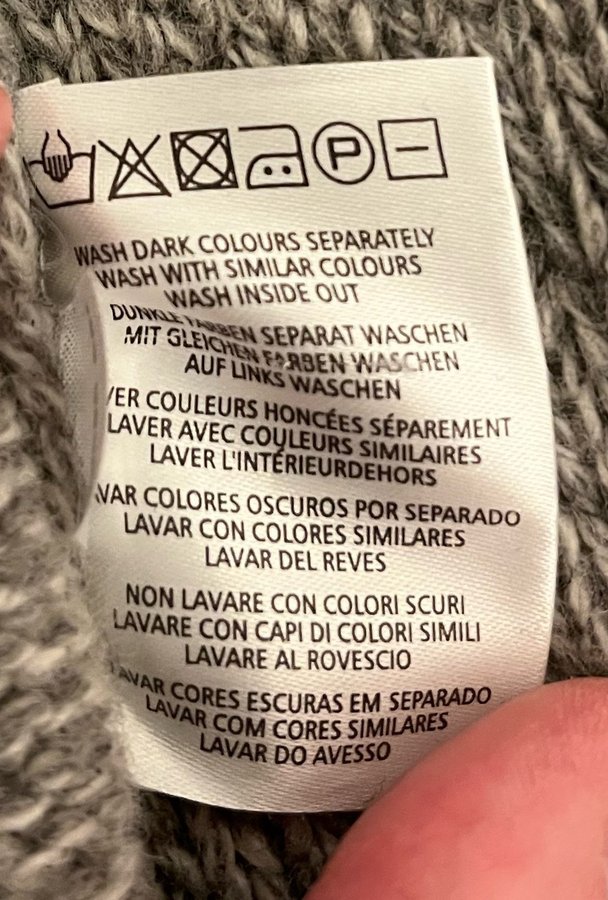 P
WASH DARK COLOURS SEPARATELY
WASH WITH SIMILAR COLOURS
WASH INSIDE OUT
DUNKLE FARBEN SEPARAT WASCHEN
MIT GLEICHEN FARBEN WASCHEN
AUF LINKS WASCHEN
VER COULEURS HONCÉES SÉPAREMENT
LAVER AVEC COULEURS SIMILAIRES
LAVER L'INTÉRIEURDEHORS
VAR COLORES OSCUROS POR SEPARADO
LAVAR CON COLORES SIMILARES
LAVAR DEL REVES
NON LAVARE CON COLORI SCURI
LAVARE CON CAPI DI COLORI SIMILI
LAVARE AL ROVESCIO
LAVAR CORES ESCURAS EM SEPARADO
LAVAR COM CORES SIMILARES
LAVAR DO AVESSO